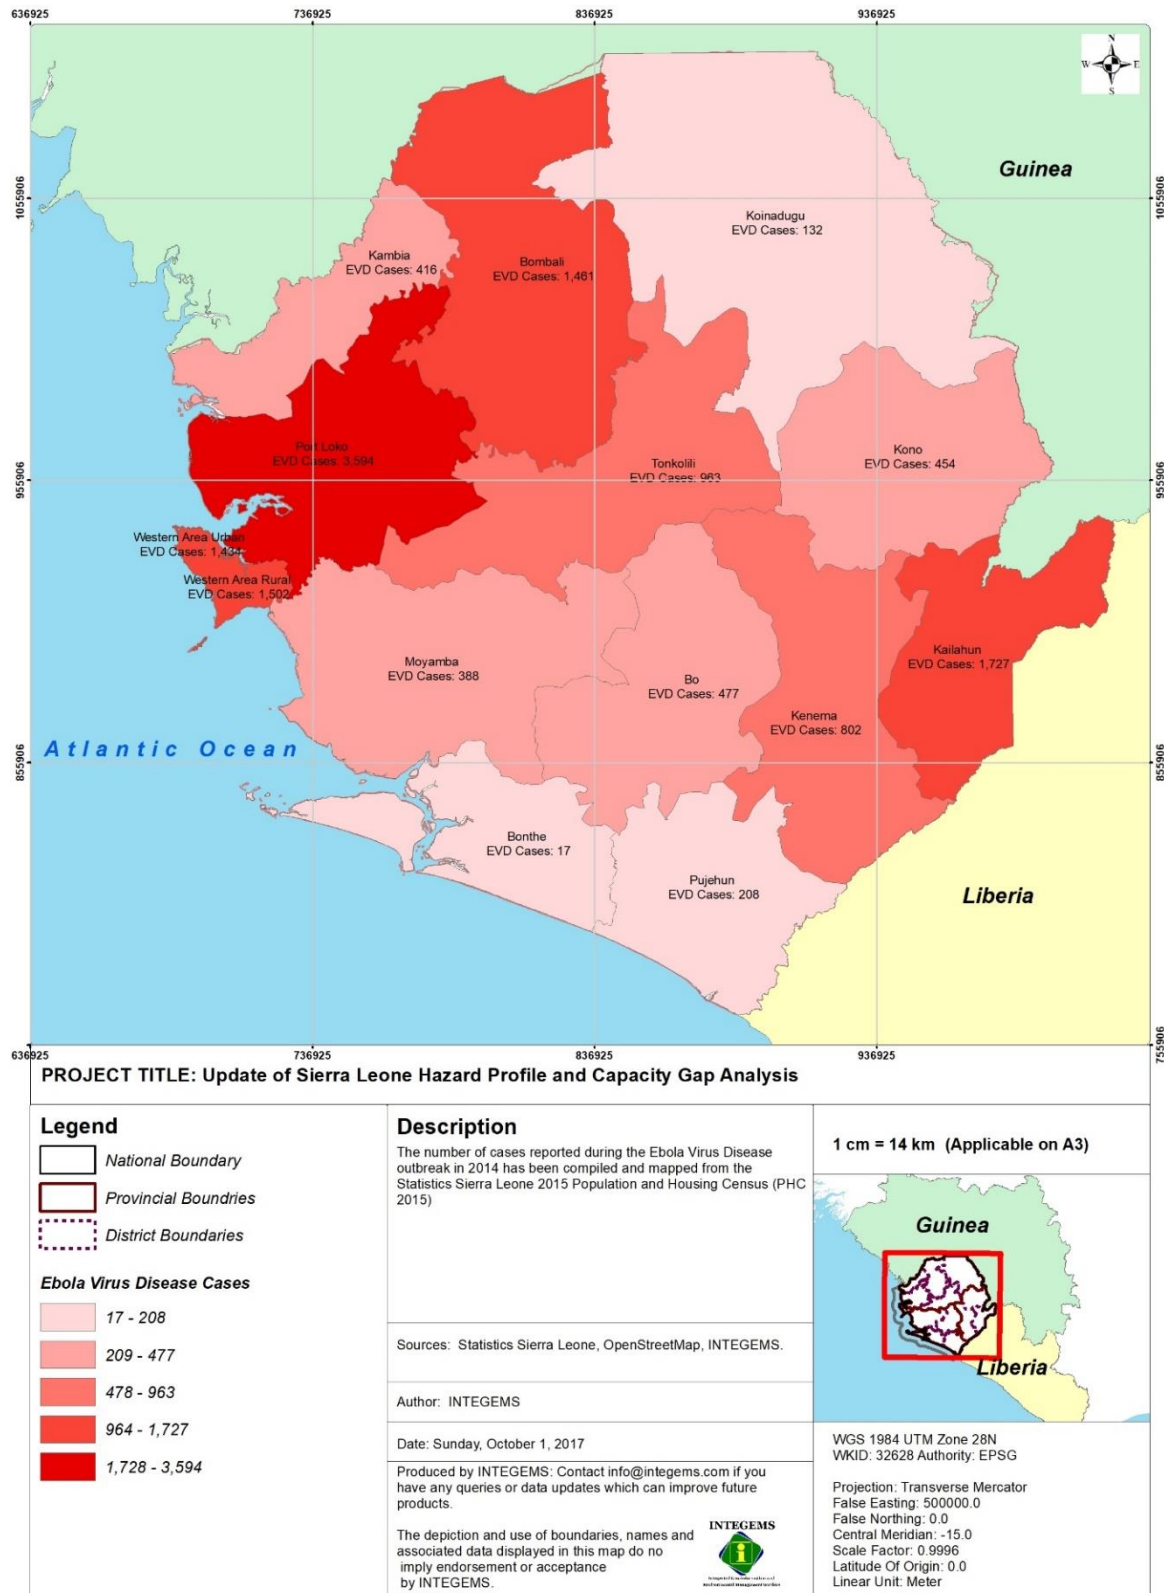 636925 736925 836925 936925
N
W E
S
Guinea
1055906 1055906
Koinadugu
EVD Cases: 132
Kambia
EVD Cases: 416
Bombali
EVD Cases: 1,461
Port Loko
EVD Cases: 3,594
Tonkolili
EVD Cases: 963
Kono
EVD Cases: 454
955906 955906
Western Area Urban
EVD Cases: 1,434
Western Area Rural
EVD Cases: 1,502
Moyamba
EVD Cases: 388
Bo
EVD Cases: 477
Kailahun
EVD Cases: 1,727
Kenema
EVD Cases: 802
Atlantic Ocean
855906 855906
Bonthe
EVD Cases: 17
Pujehun
EVD Cases: 208
Liberia
755906
636925 736925 836925 936925
PROJECT TITLE: Update of Sierra Leone Hazard Profile and Capacity Gap Analysis
Legend
National Boundary
Provincial Boundries
District Boundaries
Ebola Virus Disease Cases
17 - 208
209 - 477
478 - 963
964 - 1,727
1,728 - 3,594
Description
The number of cases reported during the Ebola Virus Disease
outbreak in 2014 has been compiled and mapped from the
Statistics Sierra Leone 2015 Population and Housing Census (PHC
2015)
Sources: Statistics Sierra Leone, OpenStreetMap, INTEGEMS.
Author: INTEGEMS
Date: Sunday, October 1, 2017
Produced by INTEGEMS: Contact info@integems.com if you
have any queries or data updates which can improve future
products.
The depiction and use of boundaries, names and
associated data displayed in this map do no
imply endorsement or acceptance
by INTEGEMS.
INTEGEMS
1 cm = 14 km (Applicable on A3)
Guinea
Liberia
WGS 1984 UTM Zone 28N
WKID: 32628 Authority: EPSG
Projection: Transverse Mercator
False Easting: 500000.0
False Northing: 0.0
Central Meridian: -15.0
Scale Factor: 0.9996
Latitude Of Origin: 0.0
Linear Unit: Meter